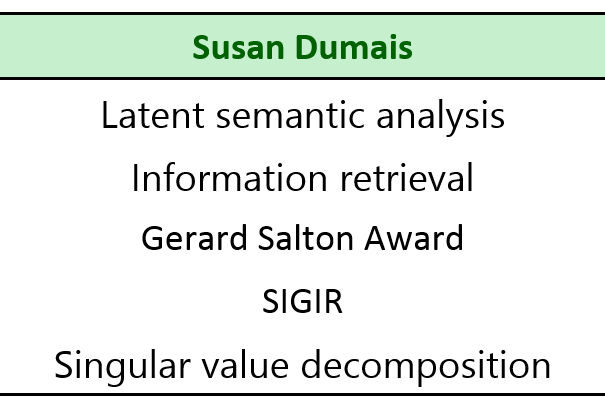 Susan Dumais
Latent semantic analysis
Information retrieval
Gerard Salton Award
SIGIR
Singular value decomposition